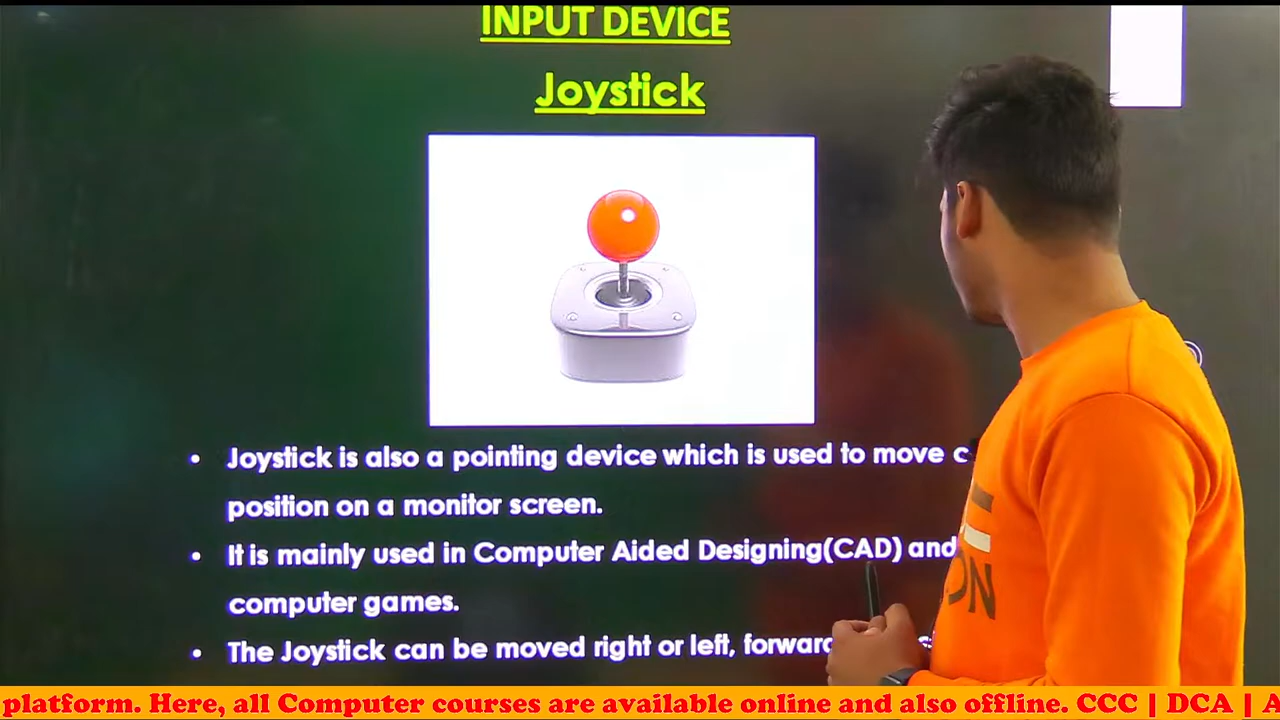 INPUT DEVICE
Joystick
• Joystick is also a pointing device which is used to move c
position on a monitor screen.
• It is mainly used in Computer Aided Designing(CAD) and
computer games.
• The Joystick can be moved right or left, forward
platform. Here, all Computer courses are available online and also offline. CCC | DCA | A